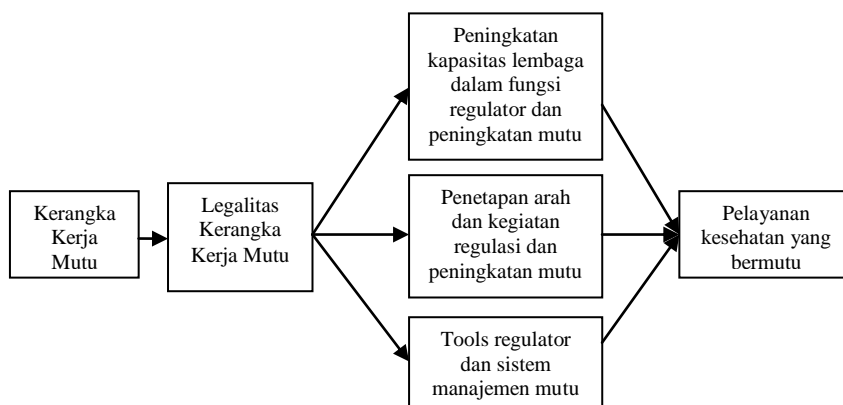 Kerangka
Kerja
Mutu
Legalitas
Kerangka
Kerja Mutu
Peningkatan
kapasitas lembaga
dalam fungsi
regulator dan
peningkatan mutu
Penetapan arah
dan kegiatan
regulasi dan
peningkatan mutu
Tools regulator
dan sistem
manajemen mutu
Pelayanan
kesehatan yang
bermutu